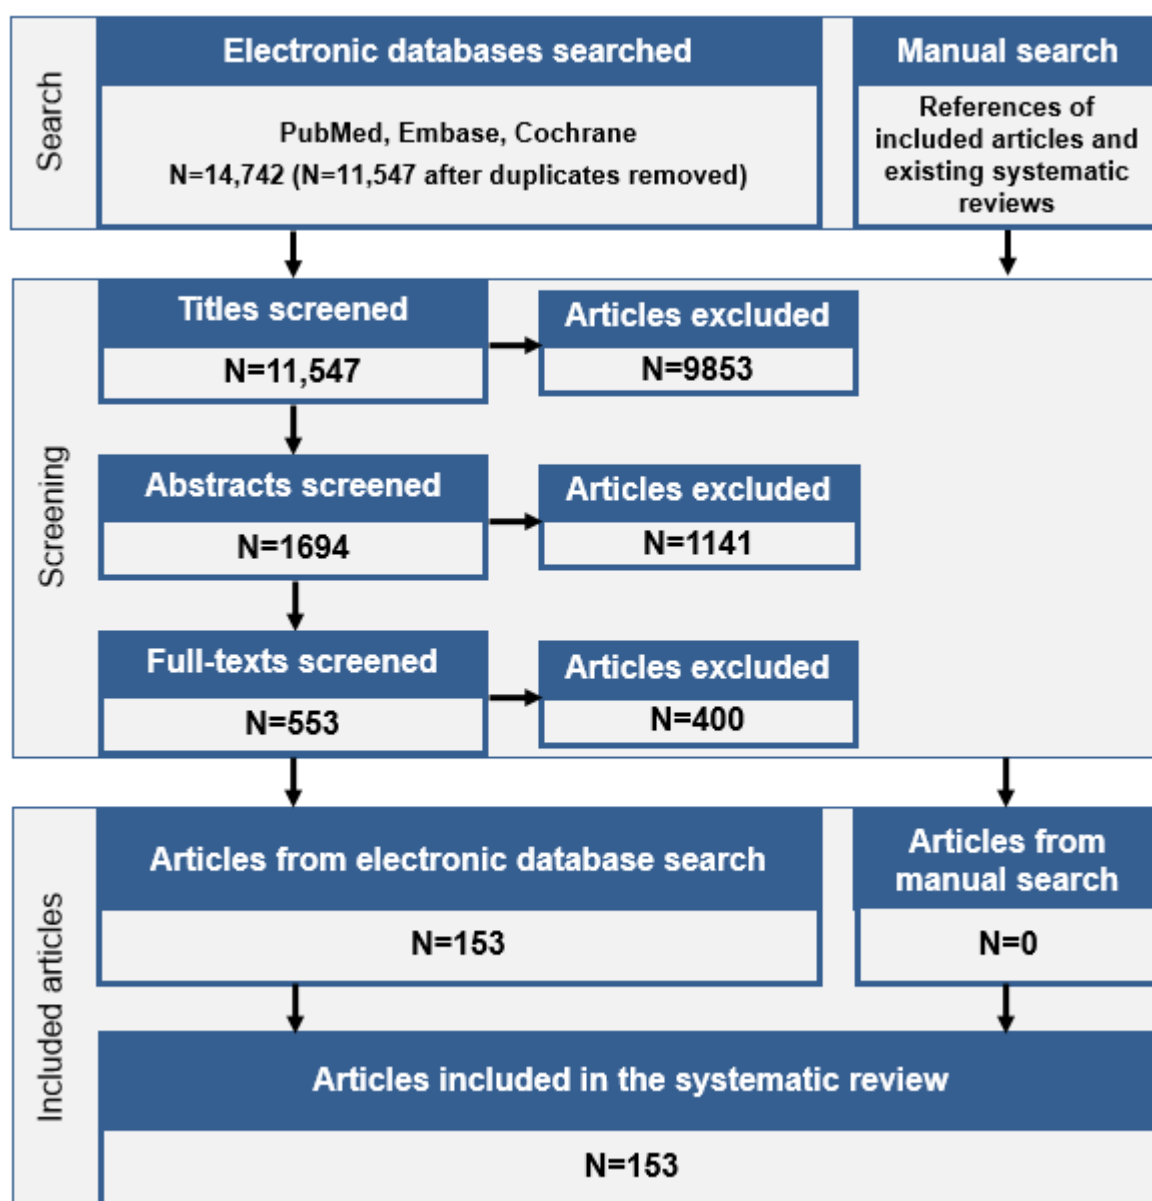 Search
Electronic databases searched
PubMed, Embase, Cochrane
N=14,742 (N=11,547 after duplicates removed)
Manual search
References of
included articles and
existing systematic
reviews
Screening
Titles screened
N=11,547
Articles excluded
N=9853
Abstracts screened
N=1694
Articles excluded
N=1141
Full-texts screened
N=553
Articles excluded
N=400
Included articles
Articles from electronic database search
N=153
Articles from
manual search
N=0
Articles included in the systematic review
N=153